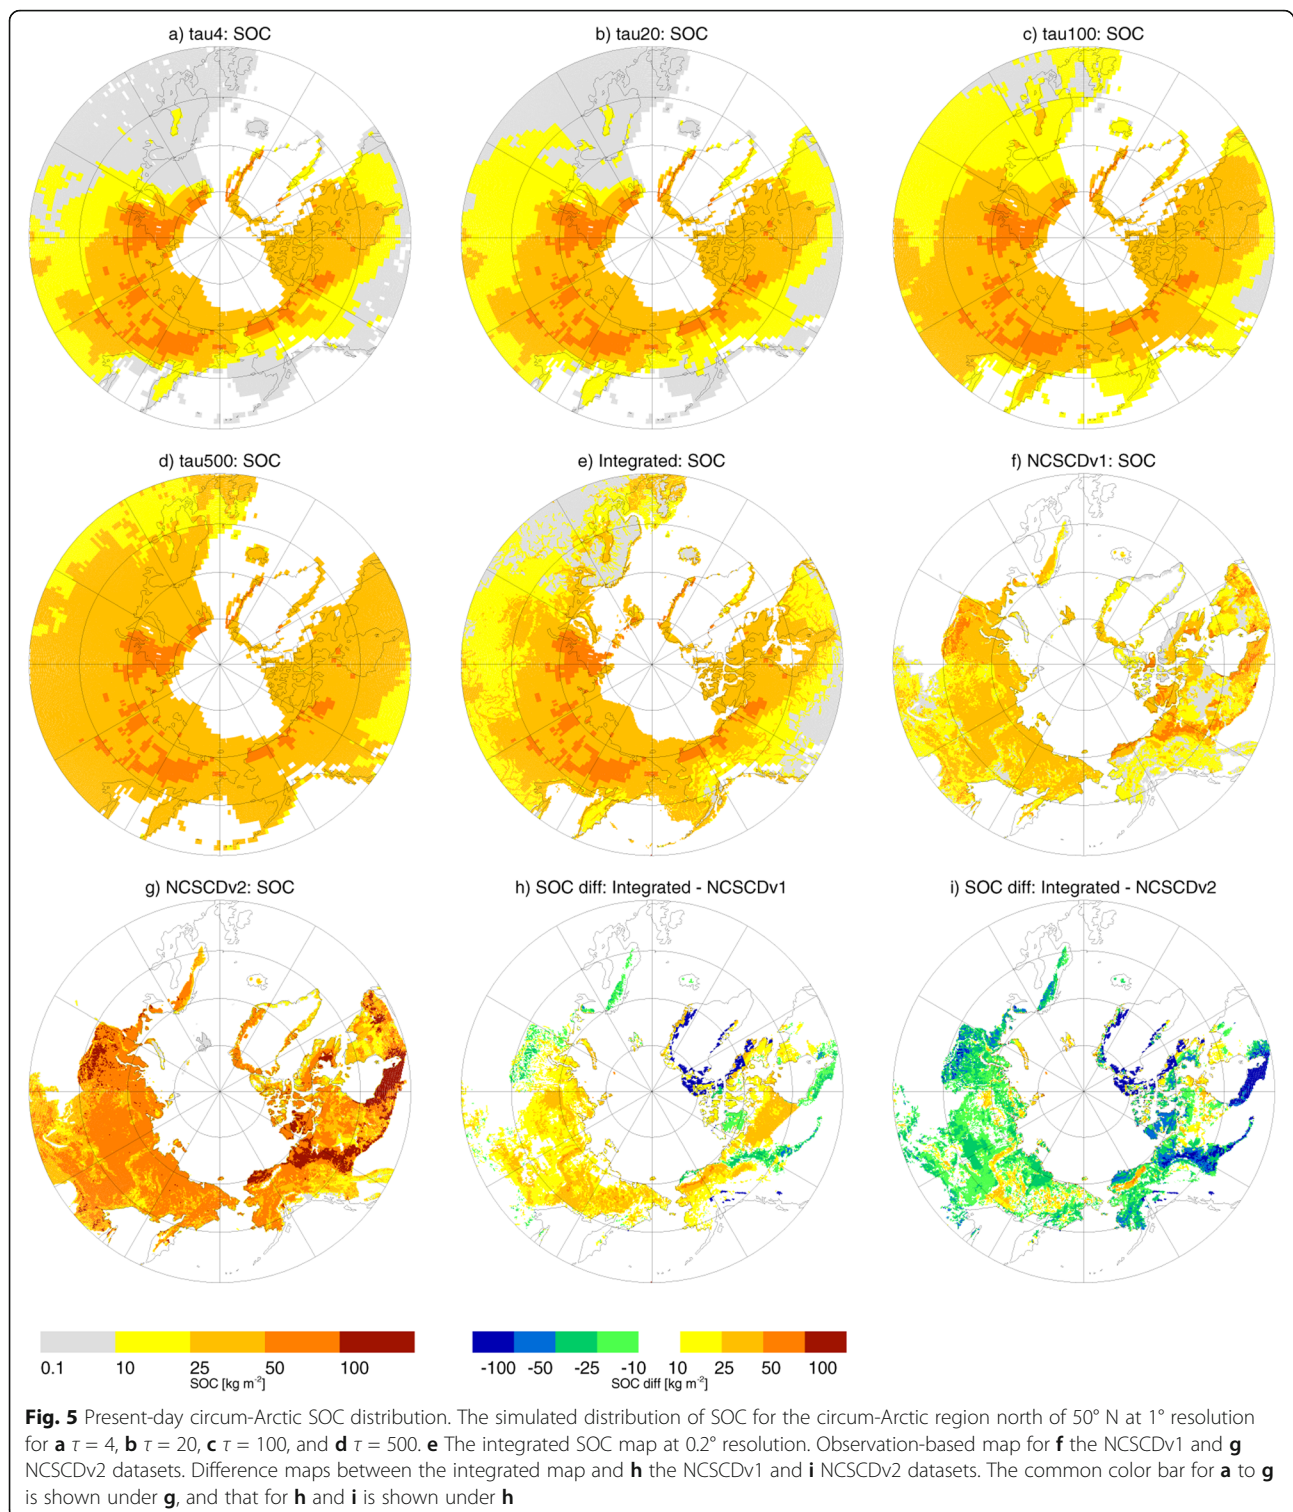 a) tau4: SOC
b) tau20: SOC
c) tau100: SOC
d) tau500: SOC
e) Integrated: SOC
f) NCSCDv1: SOC
g) NCSCDv2: SOC
h) SOC diff: Integrated - NCSCDv1
i) SOC diff: Integrated - NCSCDv2
0.1 10 25 50 100
SOC [kg m⁻²]
-100 -50 -25 -10 10 25 50 100
SOC diff [kg m⁻²]
Fig. 5 Present-day circum-Arctic SOC distribution. The simulated distribution of SOC for the circum-Arctic region north of 50° N at 1° resolution
for a τ = 4, b τ = 20, c τ = 100, and d τ = 500. e The integrated SOC map at 0.2° resolution. Observation-based map for f the NCSCDv1 and g
NCSCDv2 datasets. Difference maps between the integrated map and h the NCSCDv1 and i NCSCDv2 datasets. The common color bar for a to g
is shown under g, and that for h and i is shown under h